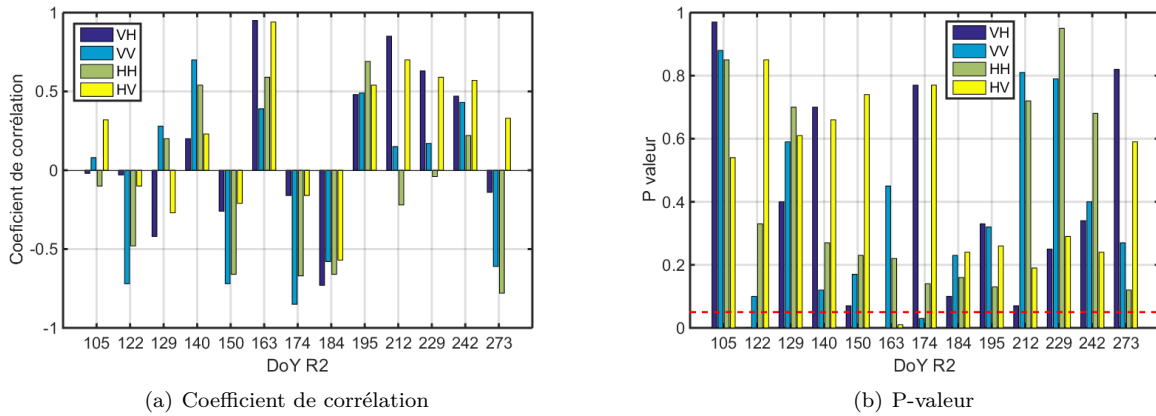 1
0.5
0
-0.5
-1
Coeficient de corrélation
VH
VV
HH
HV
105 122 129 140 150 163 174 184 195 212 229 242 273
DoY R2
(a) Coefficient de corrélation
1
0.8
0.6
0.4
0.2
0
P valeur
VH
VV
HH
HV
105 122 129 140 150 163 174 184 195 212 229 242 273
DoY R2
(b) P-valeur